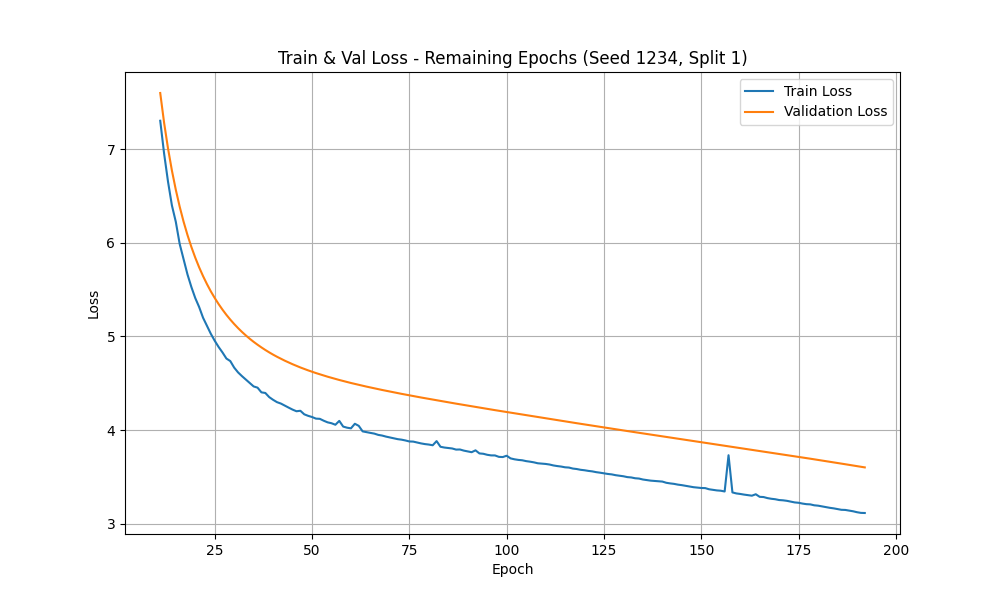 Train & Val Loss - Remaining Epochs (Seed 1234, Split 1)
Train Loss
Validation Loss
7
6
5
4
3
Loss
25 50 75 100 125 150 175 200
Epoch